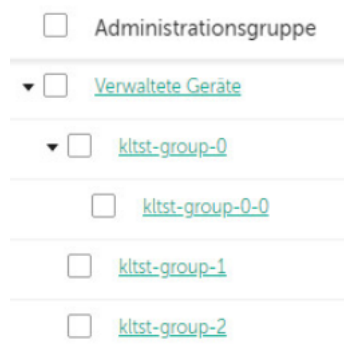 Administrationsgruppe
Verwaltete Geräte
kltst-group-0
kltst-group-0-0
kltst-group-1
kltst-group-2